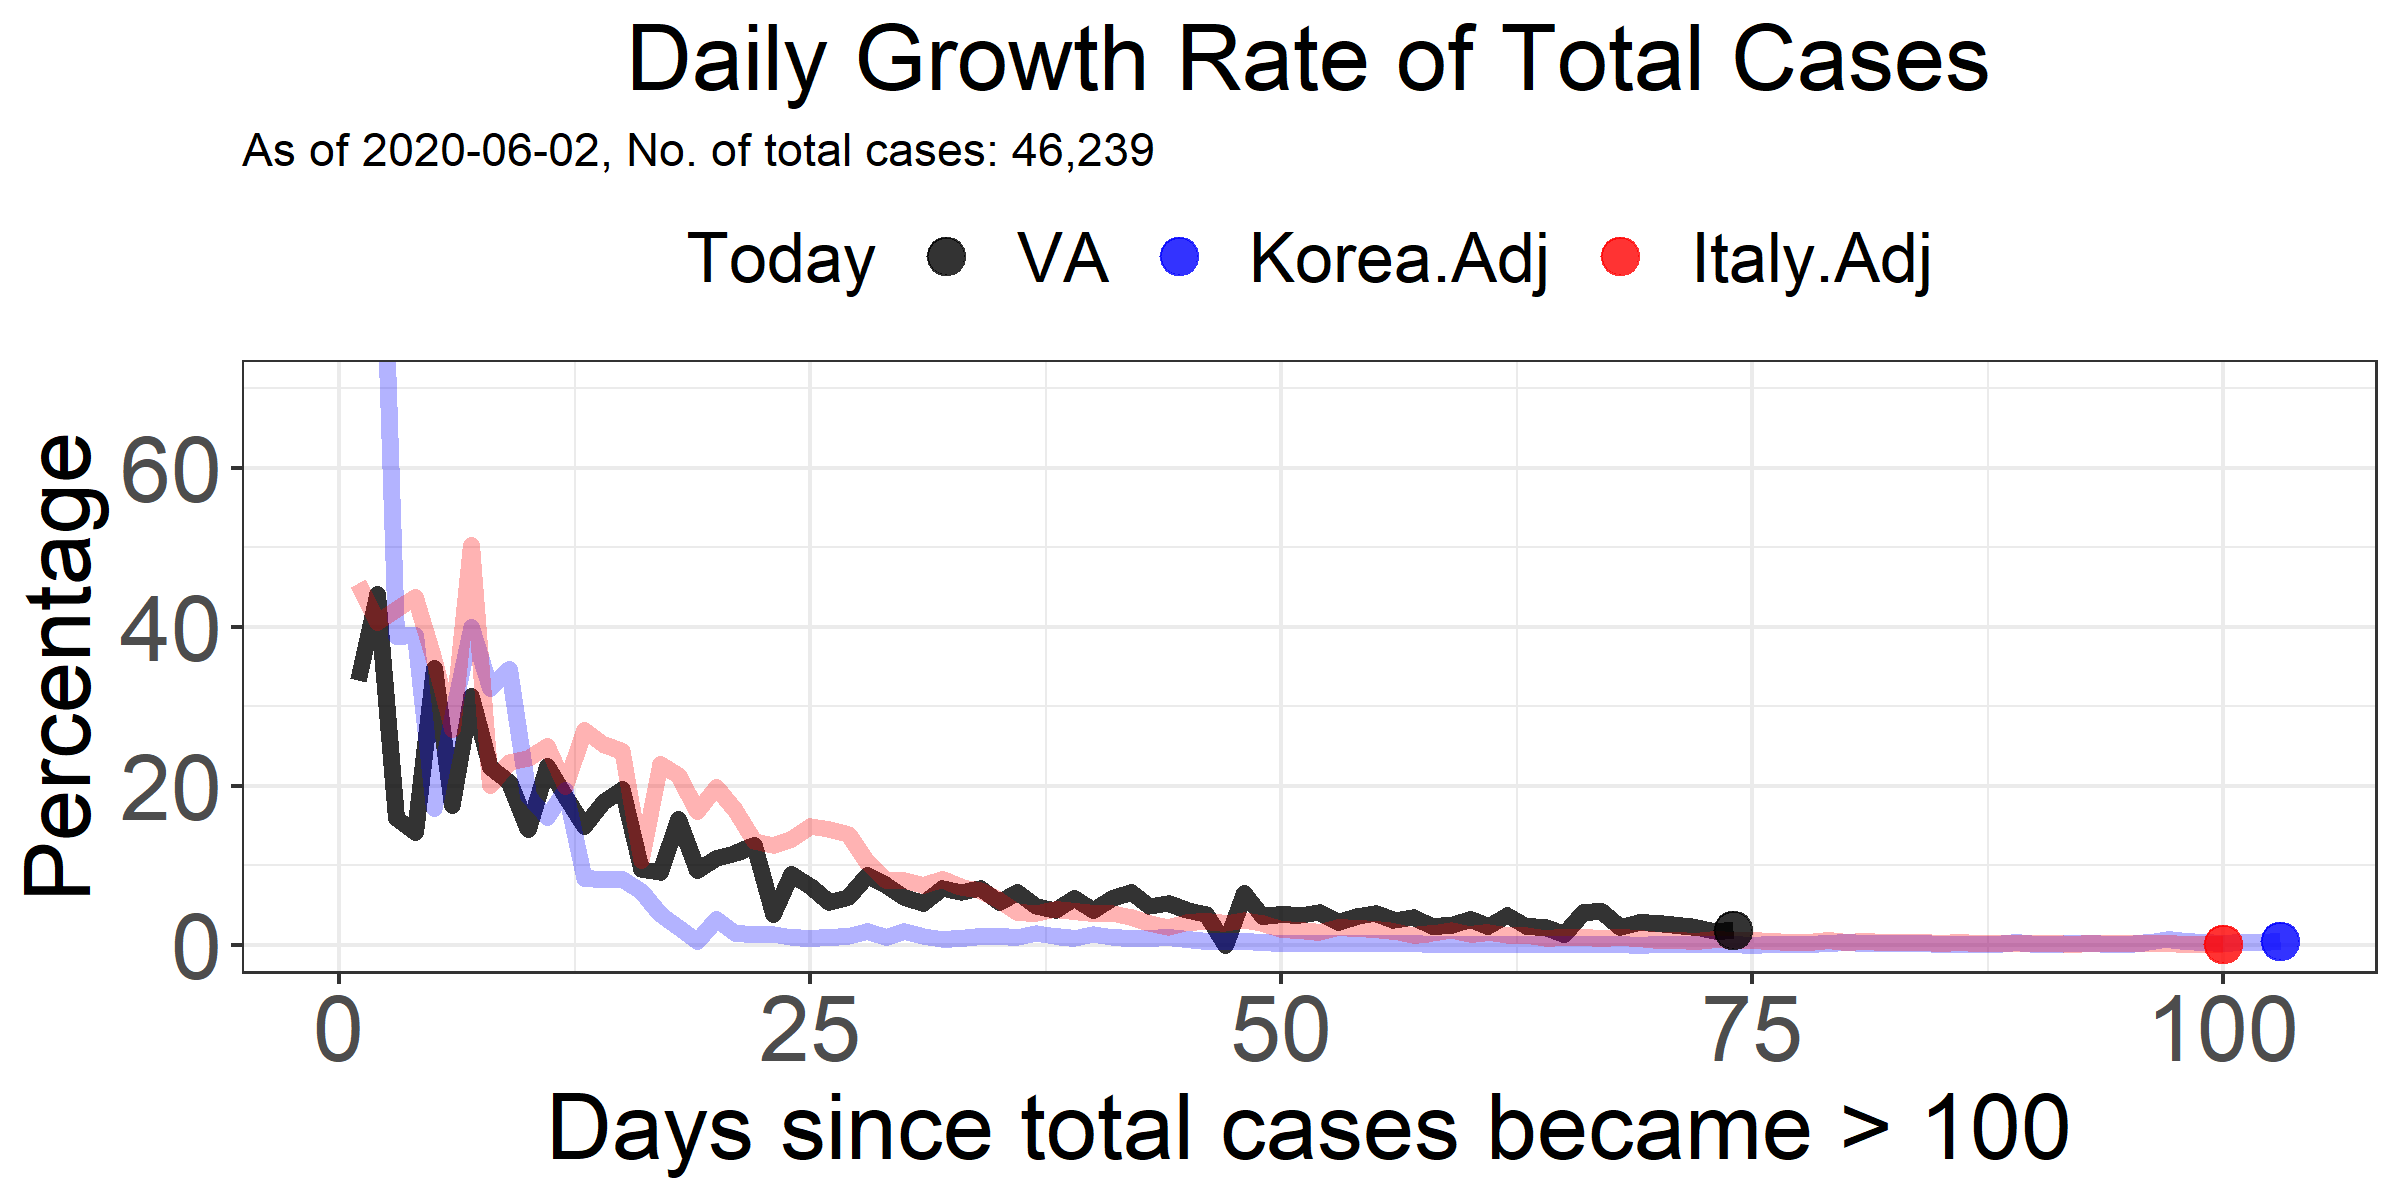 Daily Growth Rate of Total Cases
As of 2020-06-02, No. of total cases: 46,239
Today VA Korea.Adj Italy.Adj
Percentage
60
40
20
0
0 25 50 75 100
Days since total cases became > 100